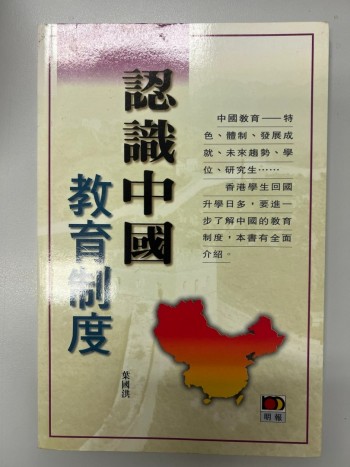 認識中國
教育制度
中國教育——特
色、體制、發展成
就、未來趨勢、學
位、研究生……
香港學生回國
升學日多,要進一
步了解中國的教育
制度,本書有全面
介紹。
葉國洪
明報